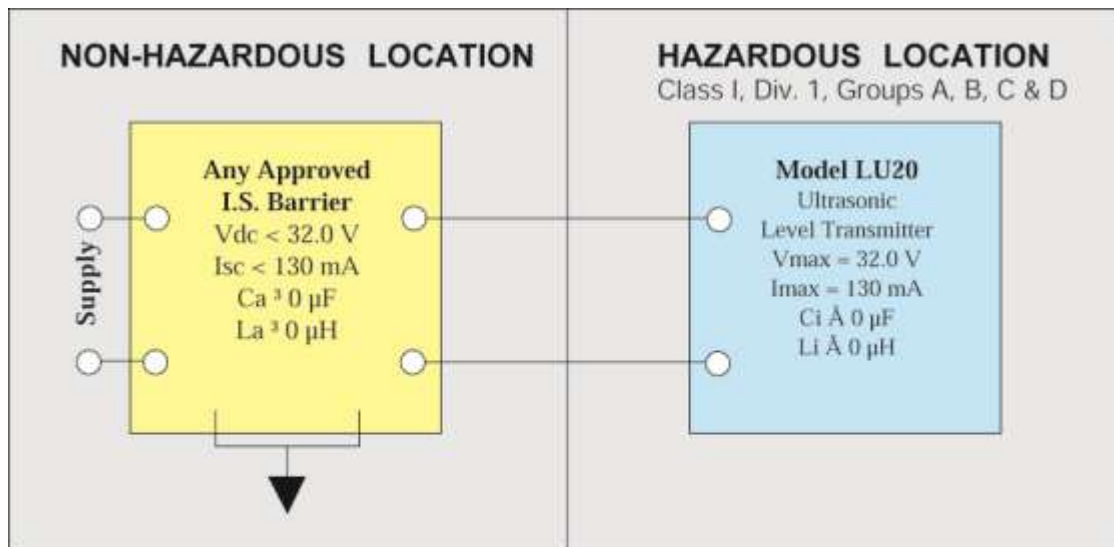 NON-HAZARDOUS LOCATION
HAZARDOUS LOCATION
Class I, Div. 1, Groups A, B, C & D
Supply
Any Approved
I.S. Barrier
Vdc < 32.0 V
Isc < 130 mA
Ca ³ 0 µF
La ³ 0 µH
Model LU20
Ultrasonic
Level Transmitter
Vmax = 32.0 V
Imax = 130 mA
Ci Å 0 µF
Li Å 0 µH